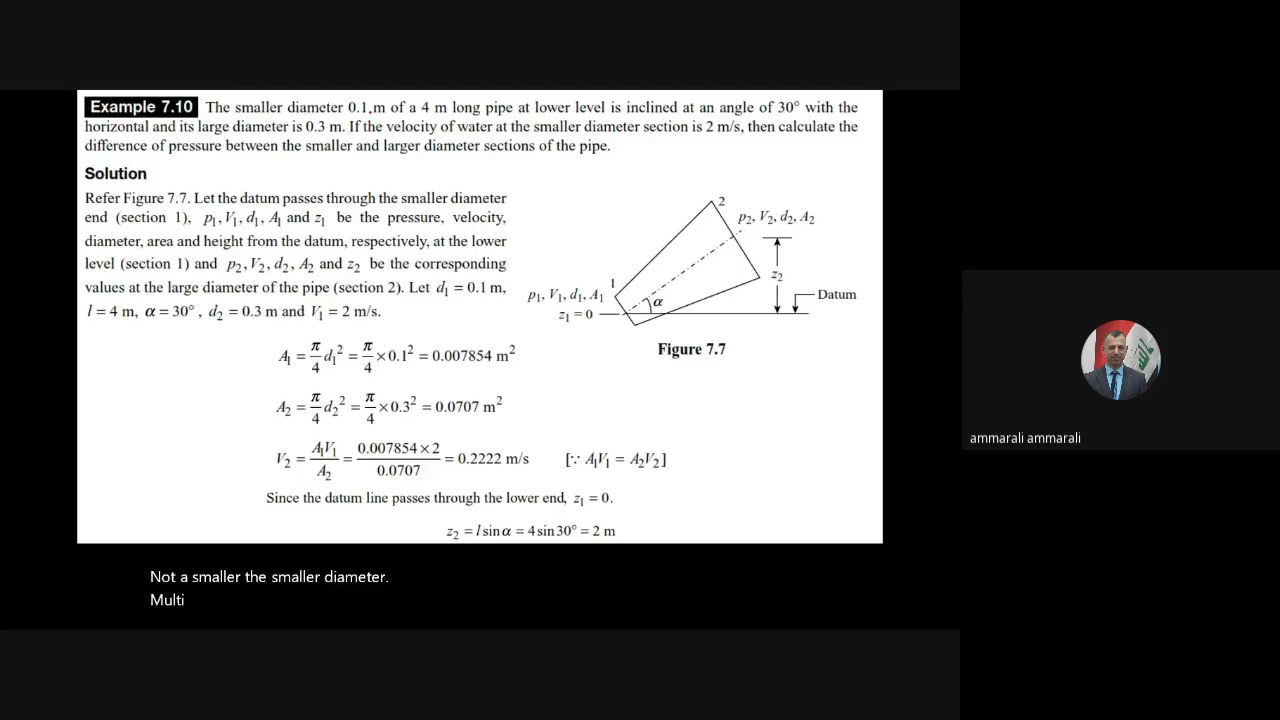 Example 7.10 The smaller diameter 0.1 m of a 4 m long pipe at lower level is inclined at an angle of 30° with the
horizontal and its large diameter is 0.3 m. If the velocity of water at the smaller diameter section is 2 m/s, then calculate the
difference of pressure between the smaller and larger diameter sections of the pipe.
Solution
Refer Figure 7.7. Let the datum passes through the smaller diameter
end (section 1), p₁, V₁, d₁, A₁ and z₁ be the pressure, velocity,
diameter, area and height from the datum, respectively, at the lower
level (section 1) and p₂, V₂, d₂, A₂ and z₂ be the corresponding
values at the large diameter of the pipe (section 2). Let d₁ = 0.1 m,
l = 4 m, α = 30°, d₂ = 0.3 m and V₁ = 2 m/s.
2
p₂, V₂, d₂, A₂
z₂
1
p₁, V₁, d₁, A₁
α
Datum
z₁ = 0
Figure 7.7
A₁ = π/4 d₁² = π/4 × 0.1² = 0.007854 m²
A₂ = π/4 d₂² = π/4 × 0.3² = 0.0707 m²
V₂ = A₁V₁/A₂ = 0.007854 × 2/0.0707 = 0.2222 m/s [∵ A₁V₁ = A₂V₂]
Since the datum line passes through the lower end, z₁ = 0.
z₂ = l sin α = 4 sin 30° = 2 m
Not a smaller the smaller diameter.
Multi
ammarali ammarali